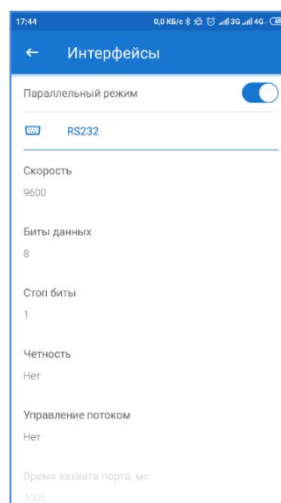 17:44 0,0 КБ/с 3G 4G
Интерфейсы
Параллельный режим
RS232
Скорость
9600
Биты данных
8
Стоп биты
1
Четность
Нет
Управление потоком
Нет
Время захвата порта, мс
1000